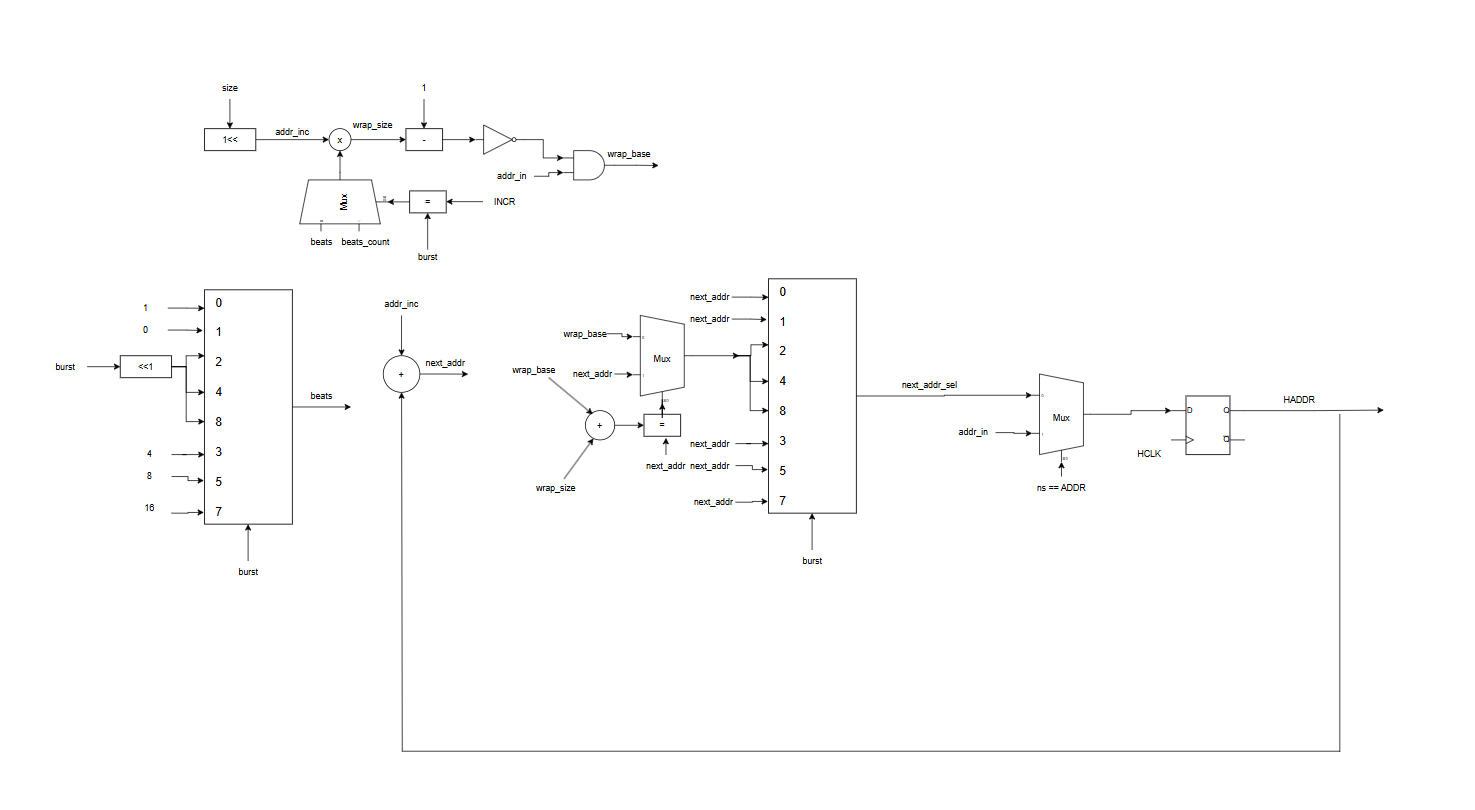 size
1
1<<
addr_inc
x
wrap_size
-
wrap_base
addr_in
Mux
=
INCR
beats
beats_count
burst
1
0
burst
<<1
4
8
16
0
1
2
4
8
3
5
7
beats
burst
addr_inc
+
next_addr
wrap_base
next_addr
Mux
wrap_base
+
=
wrap_size
next_addr
next_addr
next_addr
next_addr
next_addr
next_addr
0
1
2
4
8
3
5
7
burst
next_addr_sel
addr_in
Mux
ns == ADDR
D
Q
Q
HCLK
HADDR